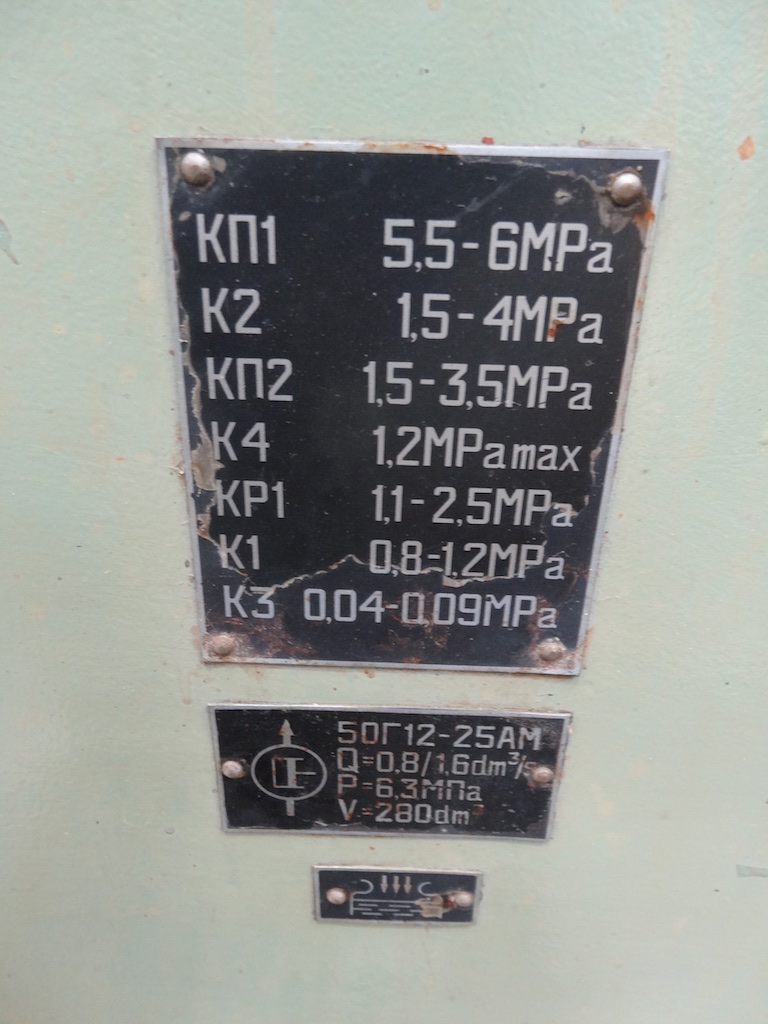 КП1 5,5-6MPa
К2 1,5-4MPa
КП2 1,5-3,5MPa
К4 1,2MPa max
КР1 1,1-2,5MPa
К1 0,8-1,2MPa
К3 0,04-0,09MPa
50Г12-25АМ
Q=0,8/1,6dm³/s
P=6,3МПа
V=280dm³